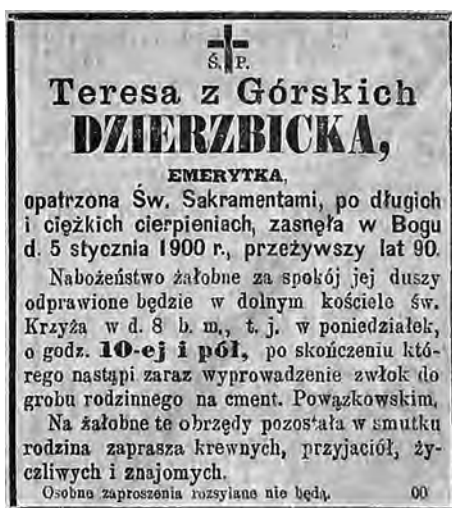 Ś. P.
Teresa z Górskich
DZIERZBICKA,
EMERYTKA,
opatrzona Św. Sakramentami, po długich
i ciężkich cierpieniach, zasnęła w Bogu
d. 5 stycznia 1900 r., przeżywszy lat 90.
Nabożeństwo żałobne za spokój jej duszy
odprawione będzie w dolnym kościele św.
Krzyża w d. 8 b. m., t. j. w poniedziałek,
o godz. 10-ej i pół, po skończeniu któ-
rego nastąpi zaraz wyprowadzenie zwłok do
grobu rodzinnego na cment. Powązkowskim.
Na żałobne te obrzędy pozostała w smutku
rodzina zaprasza krewnych, przyjaciół, ży-
czliwych i znajomych.
Osobne zaproszenia rozsyłane nie będą. 00